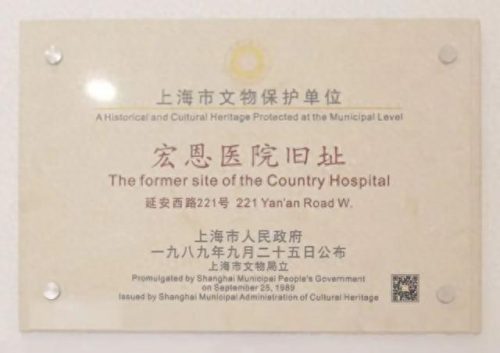 上海市文物保护单位
A Historical and Cultural Heritage Protected at the Municipal Level
宏恩医院旧址
The former site of the Country Hospital
延安西路221号 221 Yan'an Road W.
上海市人民政府
一九八九年九月二十五日公布
上海市文物局立
Promulgated by Shanghai Municipal People's Government
on September 25, 1989
Issued by Shanghai Municipal Administration of Cultural Heritage